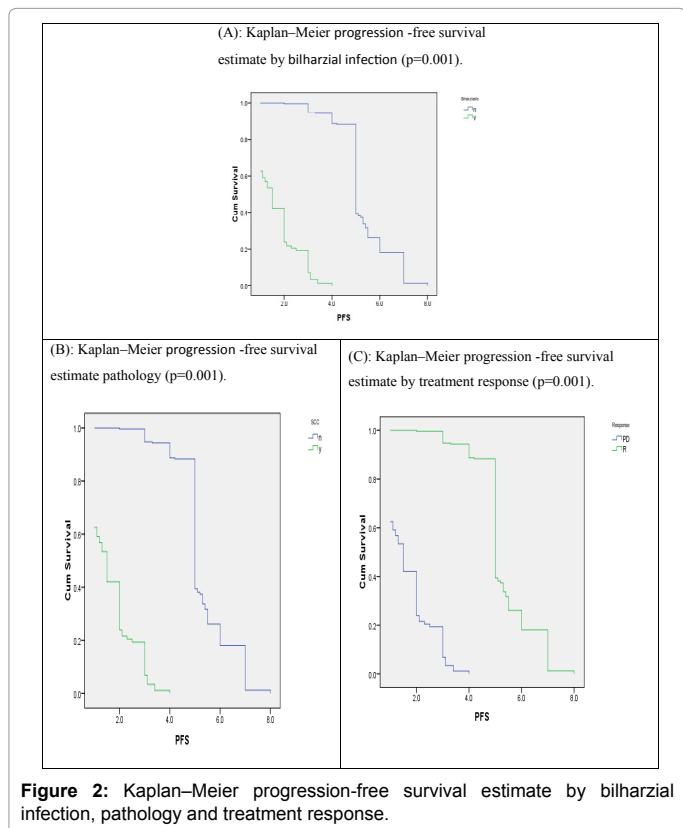 (A): Kaplan–Meier progression -free survival
estimate by bilharzial infection (p=0.001).
n
y
1.0
0.8
0.6
0.4
0.2
0.0
Cum Survival
2.0 4.0 6.0 8.0
PFS
(B): Kaplan–Meier progression -free survival
estimate pathology (p=0.001).
SCC
n
y
1.0
0.8
0.6
0.4
0.2
0.0
Cum Survival
2.0 4.0 6.0 8.0
PFS
(C): Kaplan–Meier progression -free survival
estimate by treatment response (p=0.001).
Response
PD
R
1.0
0.8
0.6
0.4
0.2
0.0
Cum Survival
2.0 4.0 6.0 8.0
PFS
Figure 2: Kaplan–Meier progression-free survival estimate by bilharzial
infection, pathology and treatment response.